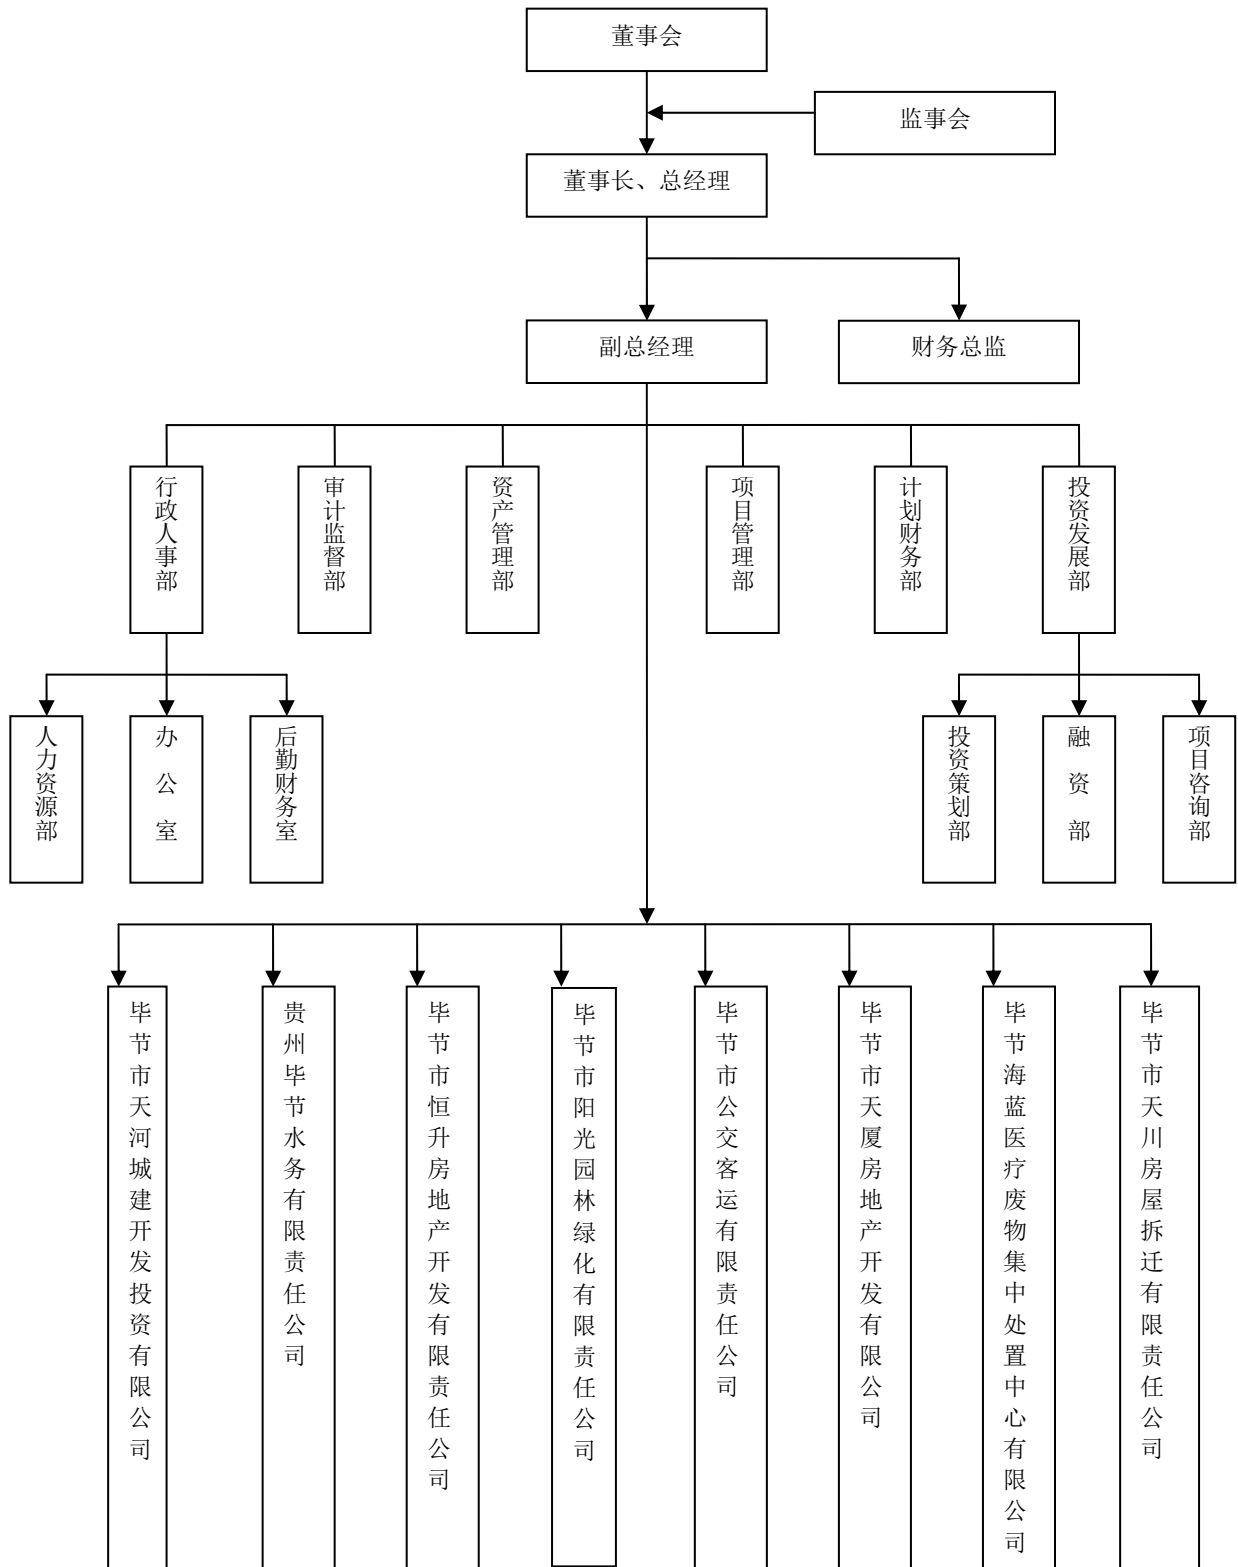 董事会
监事会
董事长、总经理
副总经理
财务总监
行政人事部
审计监督部
资产管理部
项目管理部
计划财务部
投资发展部
人力资源部
办公室
后勤财务室
投资策划部
融资部
项目咨询部
毕节市天河城建开发投资有限公司
贵州毕节水务有限责任公司
毕节市恒升房地产开发有限责任公司
毕节市阳光园林绿化有限责任公司
毕节市公交客运有限责任公司
毕节市天厦房地产开发有限公司
毕节海蓝医疗废物集中处置中心有限公司
毕节市天川房屋拆迁有限责任公司